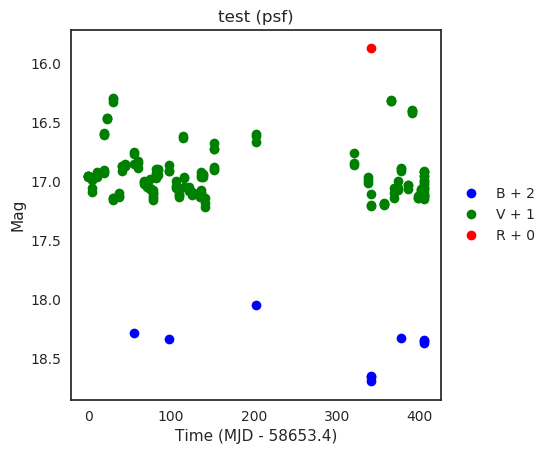 test (psf)
16.0
16.5
17.0
17.5
18.0
18.5
Mag
0
100
200
300
400
Time (MJD - 58653.4)
B + 2
V + 1
R + 0